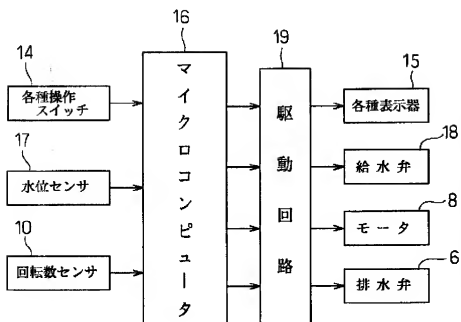 14
各種操作
スイッチ
17
水位センサ
10
回転数センサ
16
マイクロコンピュータ
19
駆動回路
15
各種表示器
18
給水弁
8
モータ
6
排水弁